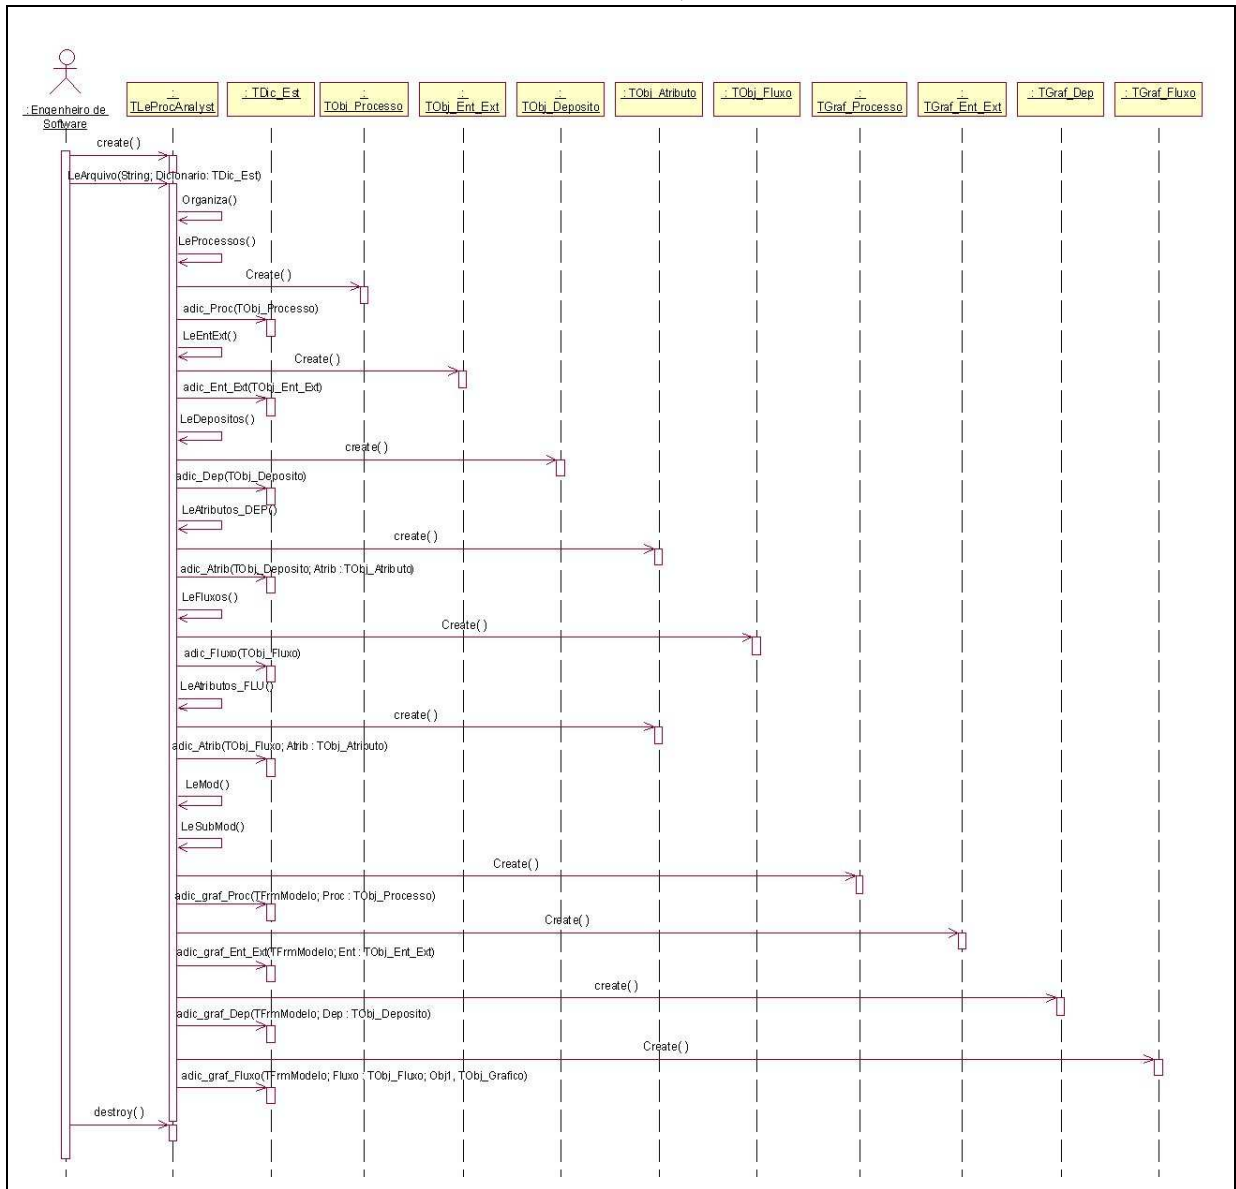 : Engenheiro de
Software
:
TLeProcAnalyst
: TDic_Est
:
TObj_Processo
:
TObj_Ent_Ext
:
TObj_Deposito
: TObj_Atributo
: TObj_Fluxo
:
TGraf_Processo
:
TGraf_Ent_Ext
: TGraf_Dep
: TGraf_Fluxo
create( )
LeArquivo(String; Dicionario: TDic_Est)
Organiza( )
LeProcessos( )
Create( )
adic_Proc(TObj_Processo)
LeEntExt( )
Create( )
adic_Ent_Ext(TObj_Ent_Ext)
LeDepositos( )
create( )
adic_Dep(TObj_Deposito)
LeAtributos_DEP( )
create( )
adic_Atrib(TObj_Deposito; Atrib : TObj_Atributo)
LeFluxos( )
Create( )
adic_Fluxo(TObj_Fluxo)
LeAtributos_FLU( )
create( )
adic_Atrib(TObj_Fluxo; Atrib : TObj_Atributo)
LeMod( )
LeSubMod( )
Create( )
adic_graf_Proc(TFrmModelo; Proc : TObj_Processo)
Create( )
adic_graf_Ent_Ext(TFrmModelo; Ent : TObj_Ent_Ext)
create( )
adic_graf_Dep(TFrmModelo; Dep : TObj_Deposito)
Create( )
adic_graf_Fluxo(TFrmModelo; Fluxo : TObj_Fluxo; Obj1, TObj_Grafico)
destroy( )